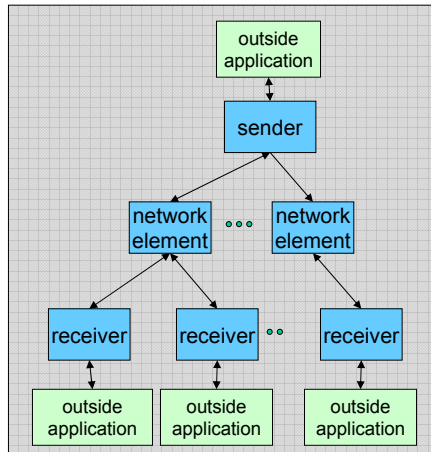 outside
application
sender
network
element
network
element
receiver
receiver
receiver
outside
application
outside
application
outside
application